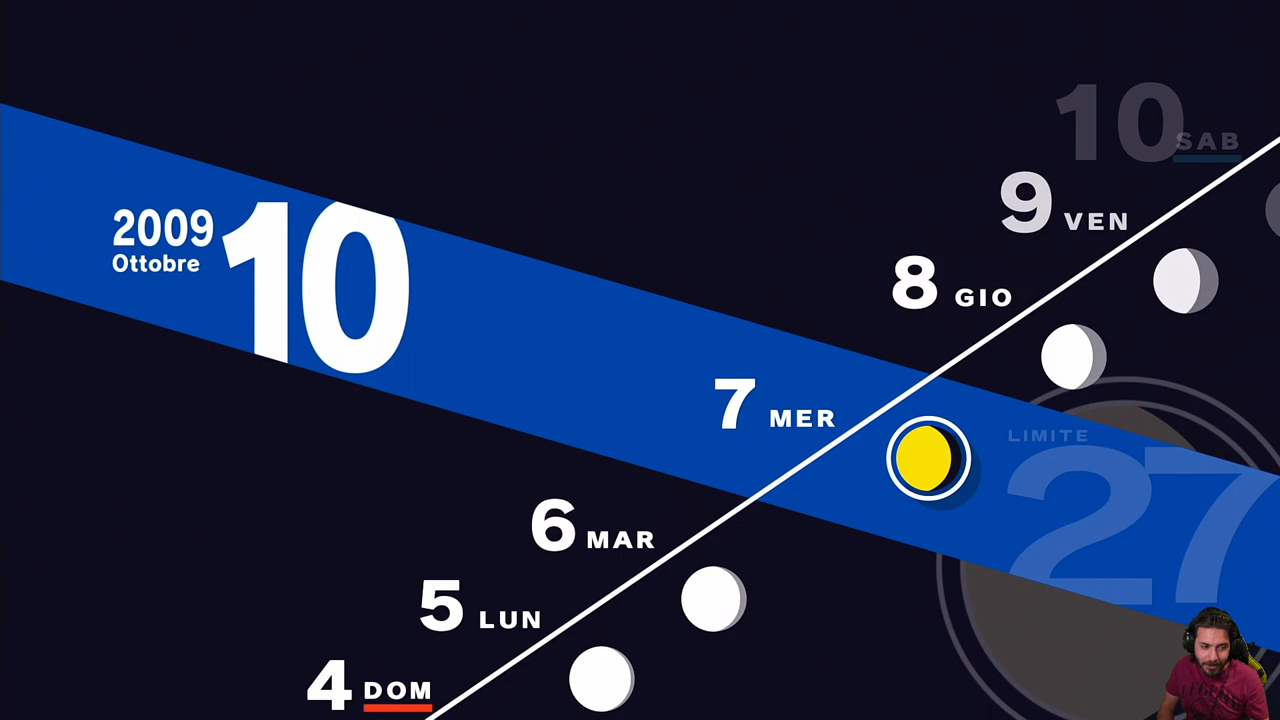 10 SAB
9 VEN
2009
Ottobre
10
8 GIO
7 MER
LIMITE
27
6 MAR
5 LUN
4 DOM